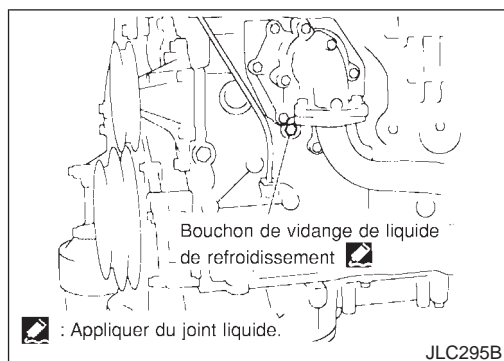 Bouchon de vidange de liquide
de refroidissement
: Appliquer du joint liquide.
JLC295B